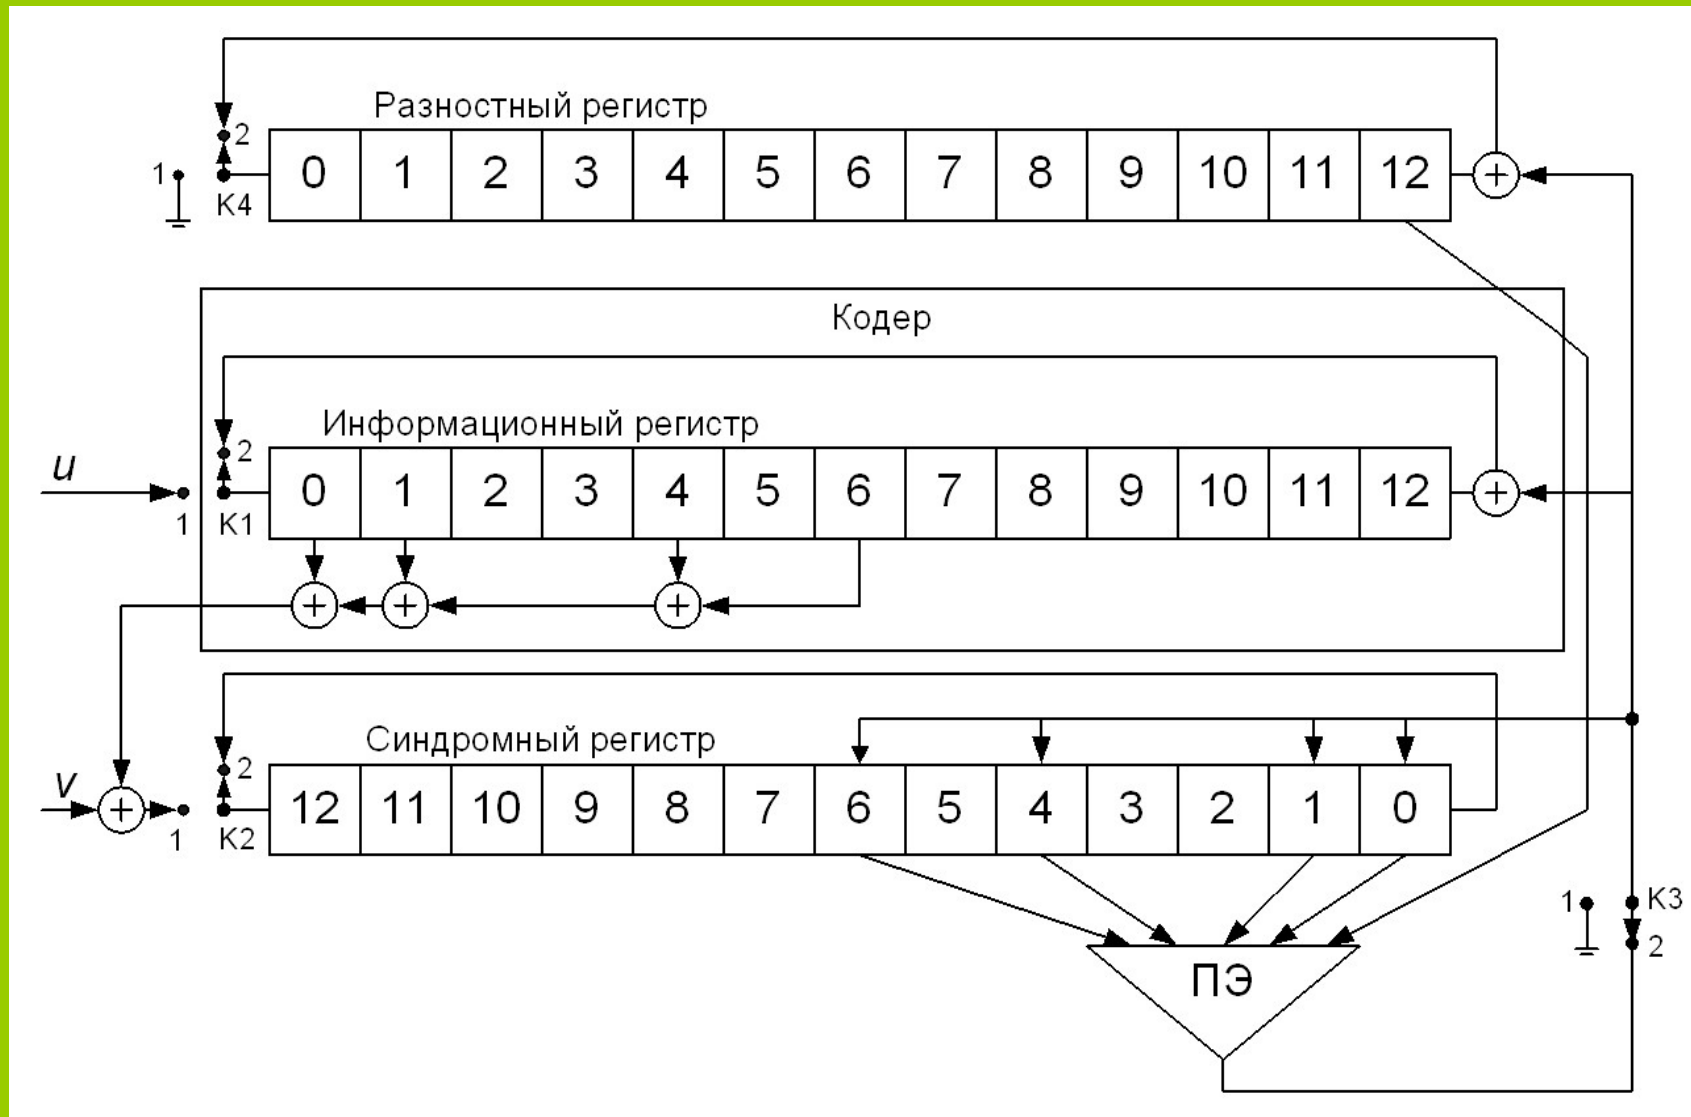 Разностный регистр
2
1
K4
0 1 2 3 4 5 6 7 8 9 10 11 12
+
Кодер
Информационный регистр
2
u
1
K1
0 1 2 3 4 5 6 7 8 9 10 11 12
+
+ + +
Синдромный регистр
2
v
+
1
K2
12 11 10 9 8 7 6 5 4 3 2 1 0
1
K3
2
ПЭ